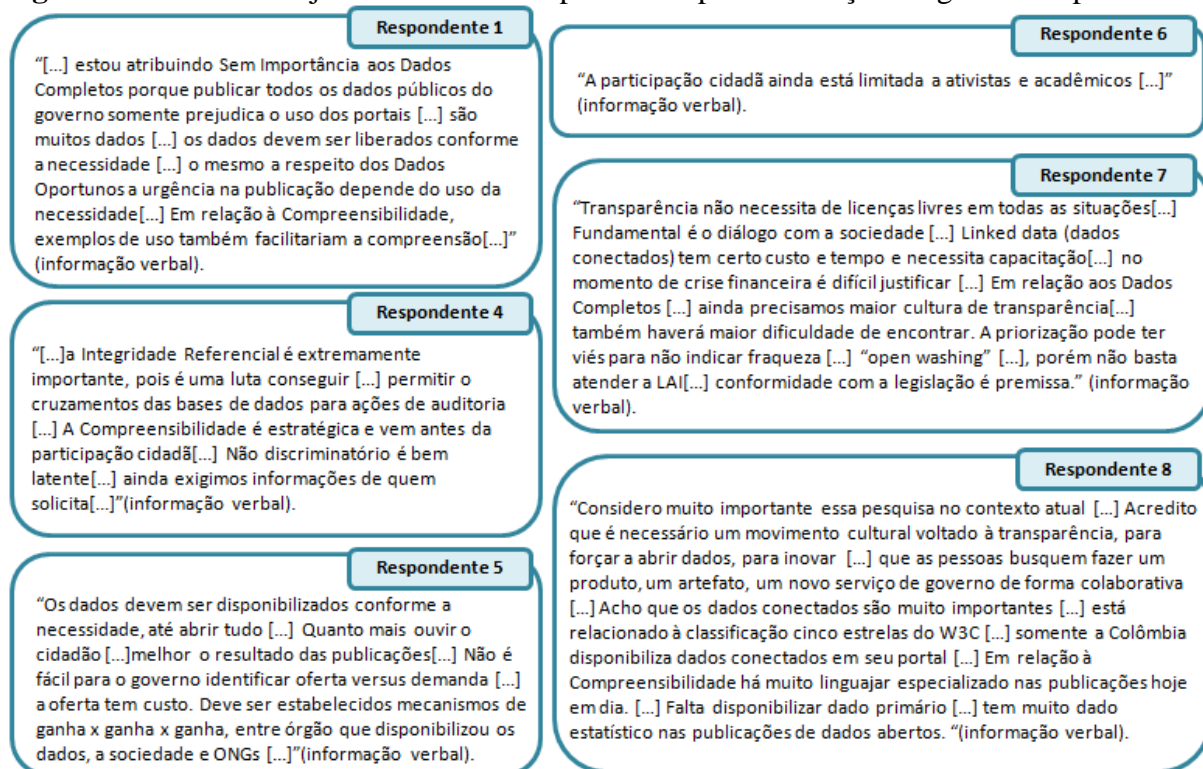 Respondente 1
“[...] estou atribuindo Sem Importância aos Dados
Completos porque publicar todos os dados públicos do
governo somente prejudica o uso dos portais [...] são
muitos dados [...] os dados devem ser liberados conforme
a necessidade [...] o mesmo a respeito dos Dados
Oportunos a urgência na publicação depende do uso da
necessidade[...] Em relação à Compreensibilidade,
exemplos de uso também facilitariam a compreensão[...]”
(informação verbal).
Respondente 4
“[...]a Integridade Referencial é extremamente
importante, pois é uma luta conseguir [...] permitir o
cruzamentos das bases de dados para ações de auditoria
[...] A Compreensibilidade é estratégica e vem antes da
participação cidadã[...] Não discriminatório é bem
latente[...] ainda exigimos informações de quem
solicita[...]”(informação verbal).
Respondente 5
“Os dados devem ser disponibilizados conforme a
necessidade, até abrir tudo [...] Quanto mais ouvir o
cidadão [...]melhor o resultado das publicações[...] Não é
fácil para o governo identificar oferta versus demanda [...]
a oferta tem custo. Deve ser estabelecidos mecanismos de
ganha x ganha x ganha, entre órgão que disponibilizou os
dados, a sociedade e ONGs [...]”(informação verbal).
Respondente 6
“A participação cidadã ainda está limitada a ativistas e acadêmicos [...]”
(informação verbal).
Respondente 7
“Transparência não necessita de licenças livres em todas as situações[...]
Fundamental é o diálogo com a sociedade [...] Linked data (dados
conectados) tem certo custo e tempo e necessita capacitação[...] no
momento de crise financeira é difícil justificar [...] Em relação aos Dados
Completos [...] ainda precisamos maior cultura de transparência[...]
também haverá maior dificuldade de encontrar. A priorização pode ter
viés para não indicar fraqueza [...] “open washing” [...], porém não basta
atender a LAI[...] conformidade com a legislação é premissa.” (informação
verbal).
Respondente 8
“Considero muito importante essa pesquisa no contexto atual [...] Acredito
que é necessário um movimento cultural voltado à transparência, para
forçar a abrir dados, para inovar [...] que as pessoas busquem fazer um
produto, um artefato, um novo serviço de governo de forma colaborativa
[...] Acho que os dados conectados são muito importantes [...] está
relacionado à classificação cinco estrelas do W3C [...] somente a Colômbia
disponibiliza dados conectados em seu portal [...] Em relação à
Compreensibilidade há muito linguajar especializado nas publicações hoje
em dia. [...] Falta disponibilizar dado primário [...] tem muito dado
estatístico nas publicações de dados abertos. “(informação verbal).